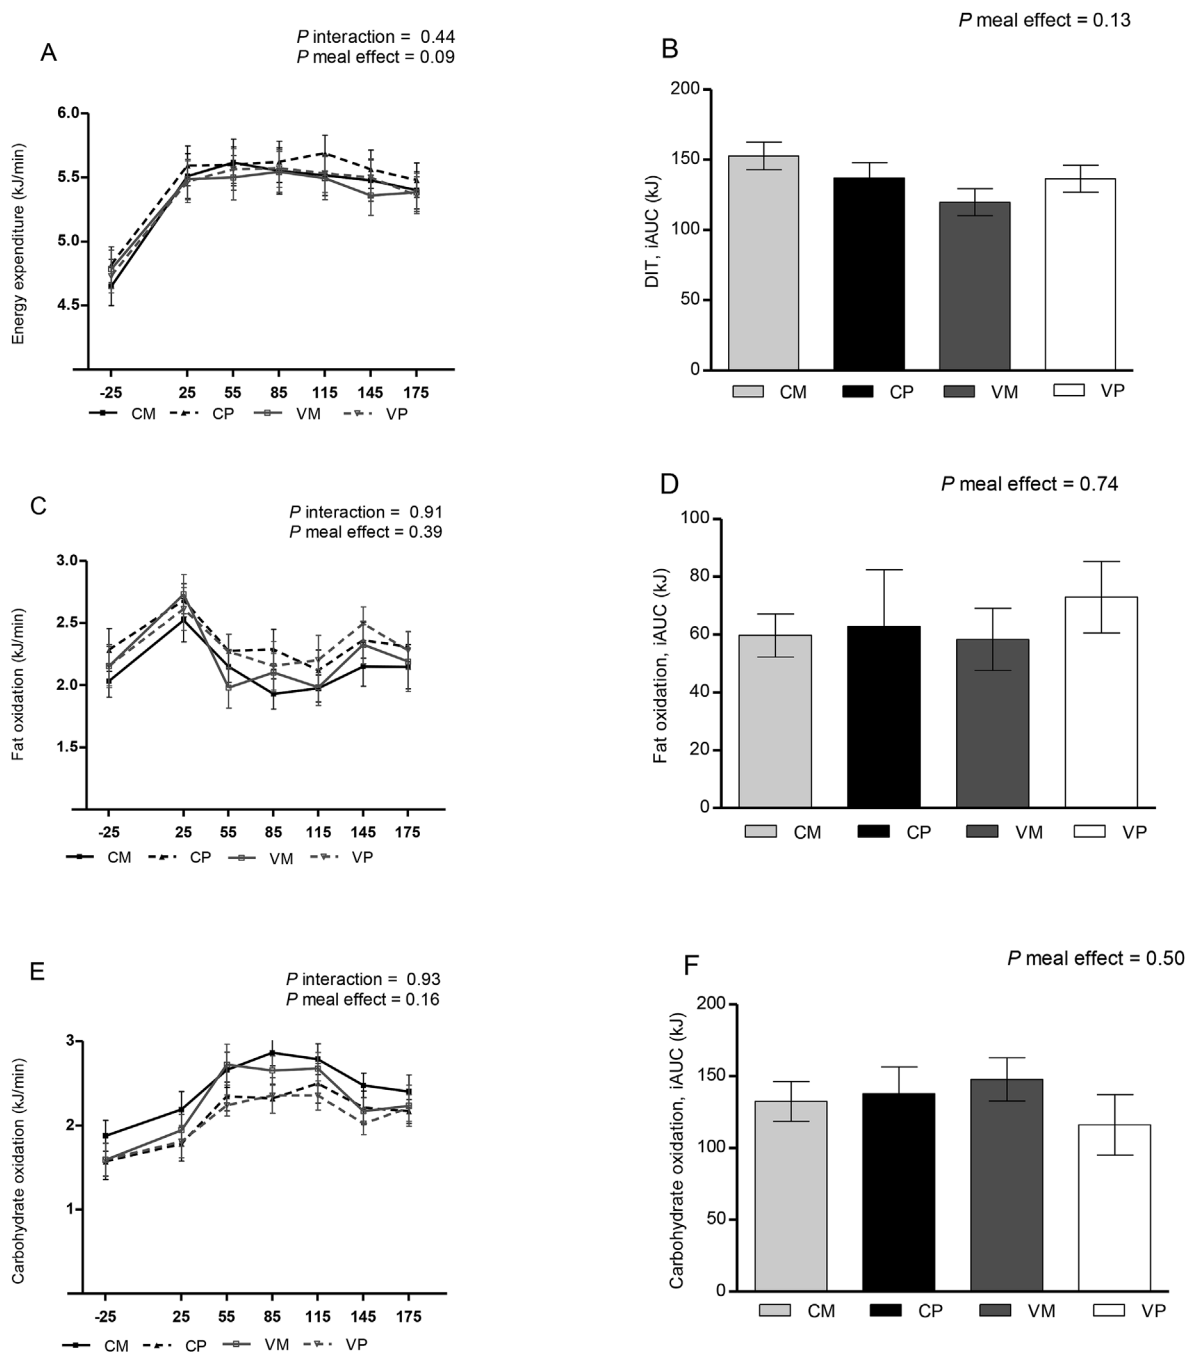 A
P interaction = 0.44
P meal effect = 0.09
Energy expenditure (kJ/min)
6.0
5.5
5.0
4.5
-25 25 55 85 115 145 175
CM CP VM VP
B
P meal effect = 0.13
DIT, iAUC (kJ)
200
150
100
50
0
CM CP VM VP
C
P interaction = 0.91
P meal effect = 0.39
Fat oxidation (kJ/min)
3.0
2.5
2.0
1.5
-25 25 55 85 115 145 175
CM CP VM VP
D
P meal effect = 0.74
Fat oxidation, iAUC (kJ)
100
80
60
40
20
0
CM CP VM VP
E
P interaction = 0.93
P meal effect = 0.16
Carbohydrate oxidation (kJ/min)
3
2
1
-25 25 55 85 115 145 175
CM CP VM VP
F
P meal effect = 0.50
Carbohydrate oxidation, iAUC (kJ)
200
150
100
50
0
CM CP VM VP